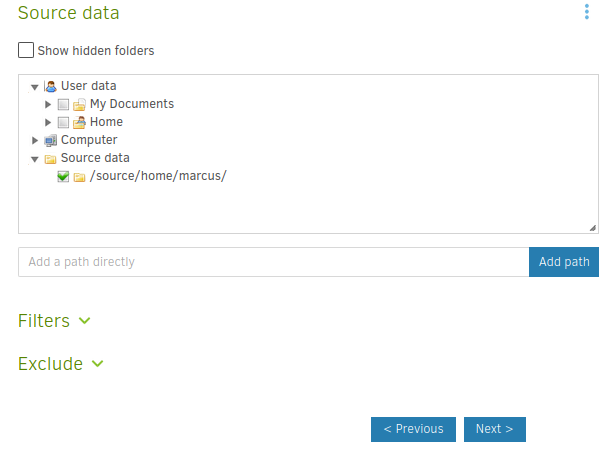 Source data
Show hidden folders
User data
My Documents
Home
Computer
Source data
/source/home/marcus/
Add a path directly
Add path
Filters
Exclude
< Previous
Next >